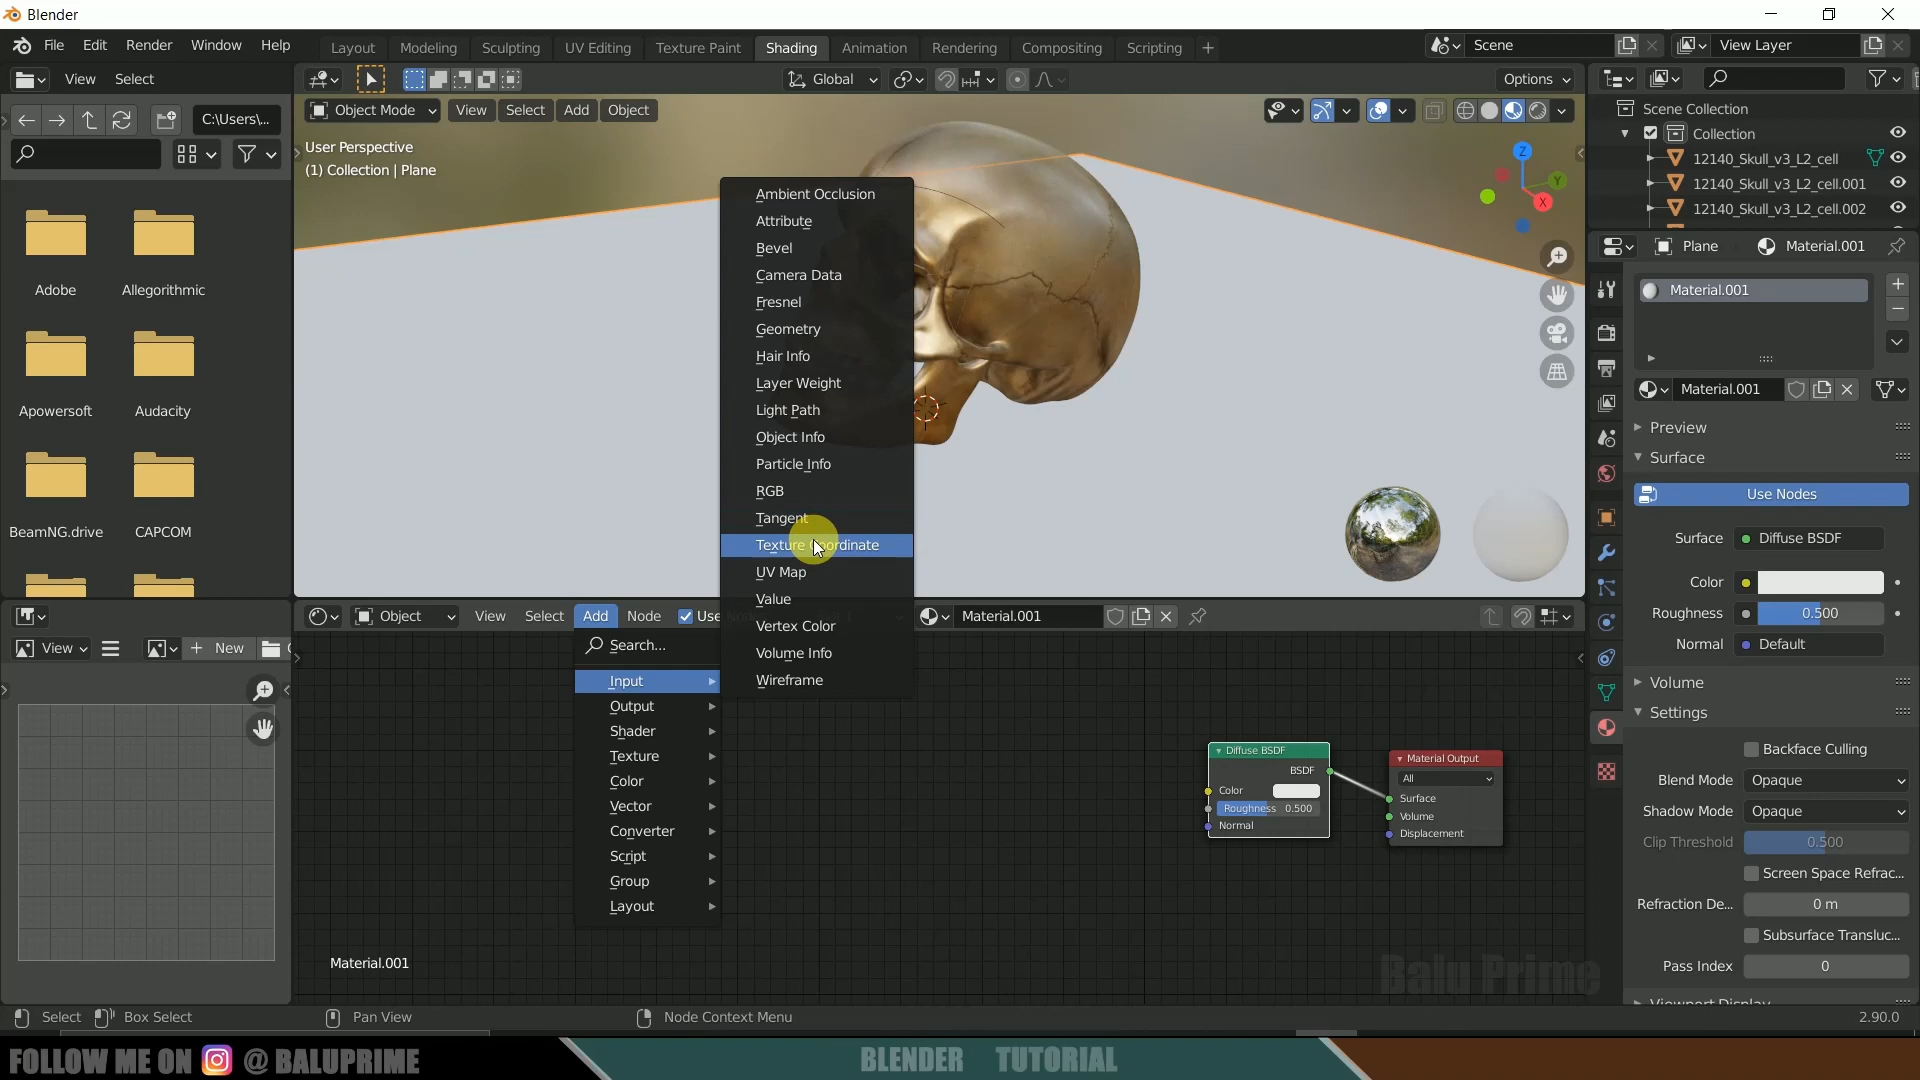 Blender
File Edit Render Window Help
Layout Modeling Sculpting UV Editing Texture Paint Shading Animation Rendering Compositing Scripting +
Scene
View Layer
View Select
Global
Options
Object Mode View Select Add Object
C:\Users\...
User Perspective
(1) Collection | Plane
Scene Collection
Collection
12140_Skull_v3_L2_cell
12140_Skull_v3_L2_cell.001
12140_Skull_v3_L2_cell.002
Z
Y
X
Adobe Allegorithmic
Apowersoft Audacity
BeamNG.drive CAPCOM
Ambient Occlusion
Attribute
Bevel
Camera Data
Fresnel
Geometry
Hair Info
Layer Weight
Light Path
Object Info
Particle Info
RGB
Tangent
Texture Coordinate
UV Map
Value
Vertex Color
Volume Info
Wireframe
Plane Material.001
Material.001
Material.001
Preview
Surface
Use Nodes
Surface Diffuse BSDF
Color
Roughness 0.500
Normal Default
Volume
Settings
Backface Culling
Blend Mode Opaque
Shadow Mode Opaque
Clip Threshold 0.500
Screen Space Refrac...
Refraction De... 0 m
Subsurface Transluc...
Pass Index 0
Viewport Display
View New
Object View Select Add Node Use
Material.001
Search...
Input
Output
Shader
Texture
Color
Vector
Converter
Script
Group
Layout
Diffuse BSDF
BSDF
Color
Roughness 0.500
Normal
Material Output
All
Surface
Volume
Displacement
Material.001
Balu Prime
Select Box Select Pan View Node Context Menu
2.90.0
FOLLOW ME ON @ BALUPRIME
BLENDER TUTORIAL